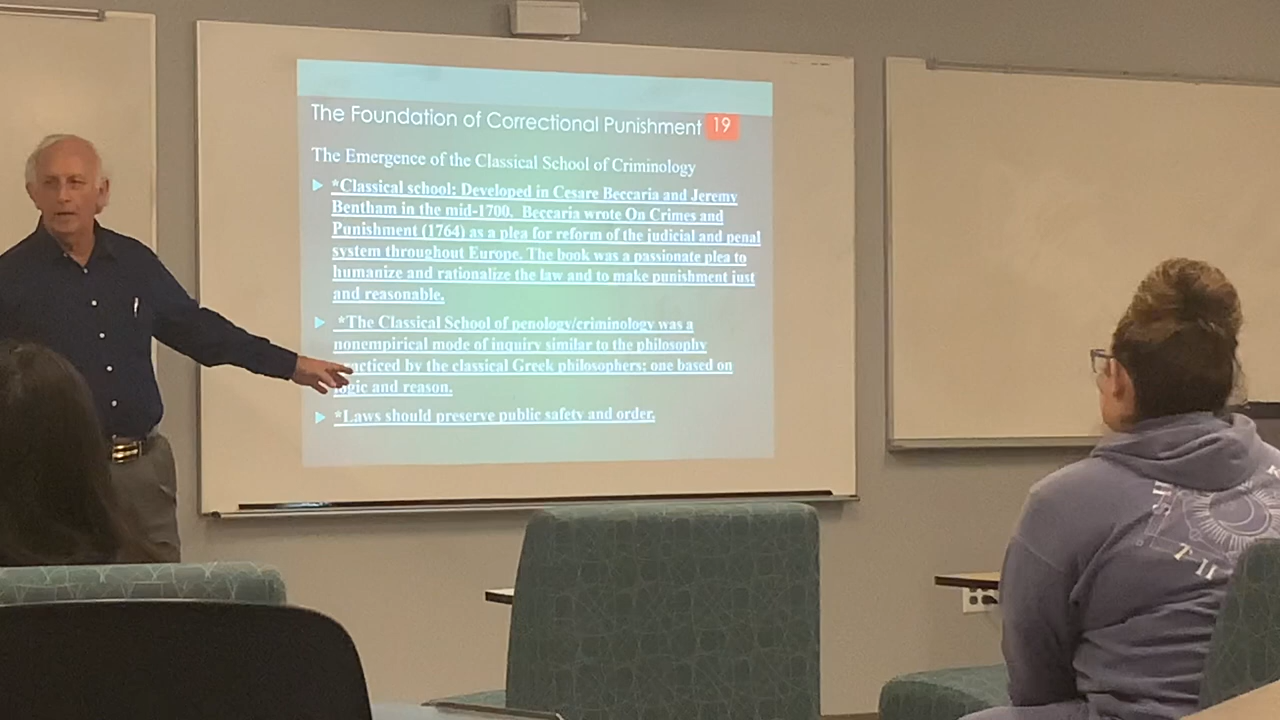 The Foundation of Correctional Punishment 19
The Emergence of the Classical School of Criminology
*Classical school: Developed in Cesare Beccaria and Jeremy
Bentham in the mid-1700. Beccaria wrote On Crimes and
Punishment (1764) as a plea for reform of the judicial and penal
system throughout Europe. The book was a passionate plea to
humanize and rationalize the law and to make punishment just
and reasonable.
*The Classical School of penology/criminology was a
nonempirical mode of inquiry similar to the philosophy
racticed by the classical Greek philosophers; one based on
logic and reason.
*Laws should preserve public safety and order.